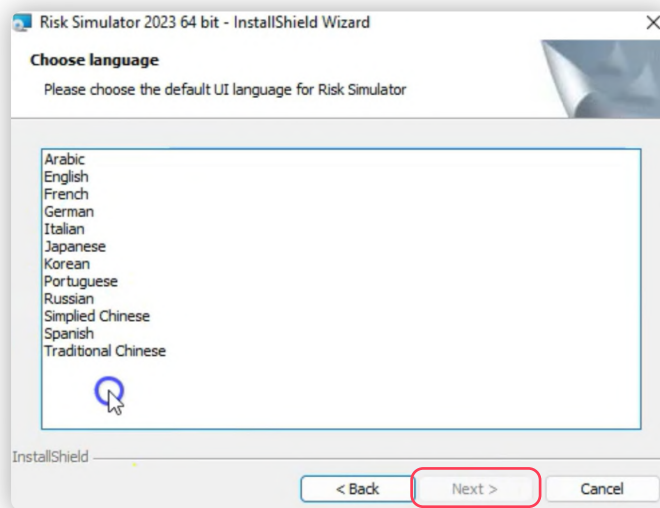 Risk Simulator 2023 64 bit - InstallShield Wizard
Choose language
Please choose the default UI language for Risk Simulator
Arabic
English
French
German
Italian
Japanese
Korean
Portuguese
Russian
Simplied Chinese
Spanish
Traditional Chinese
InstallShield
< Back
Next >
Cancel